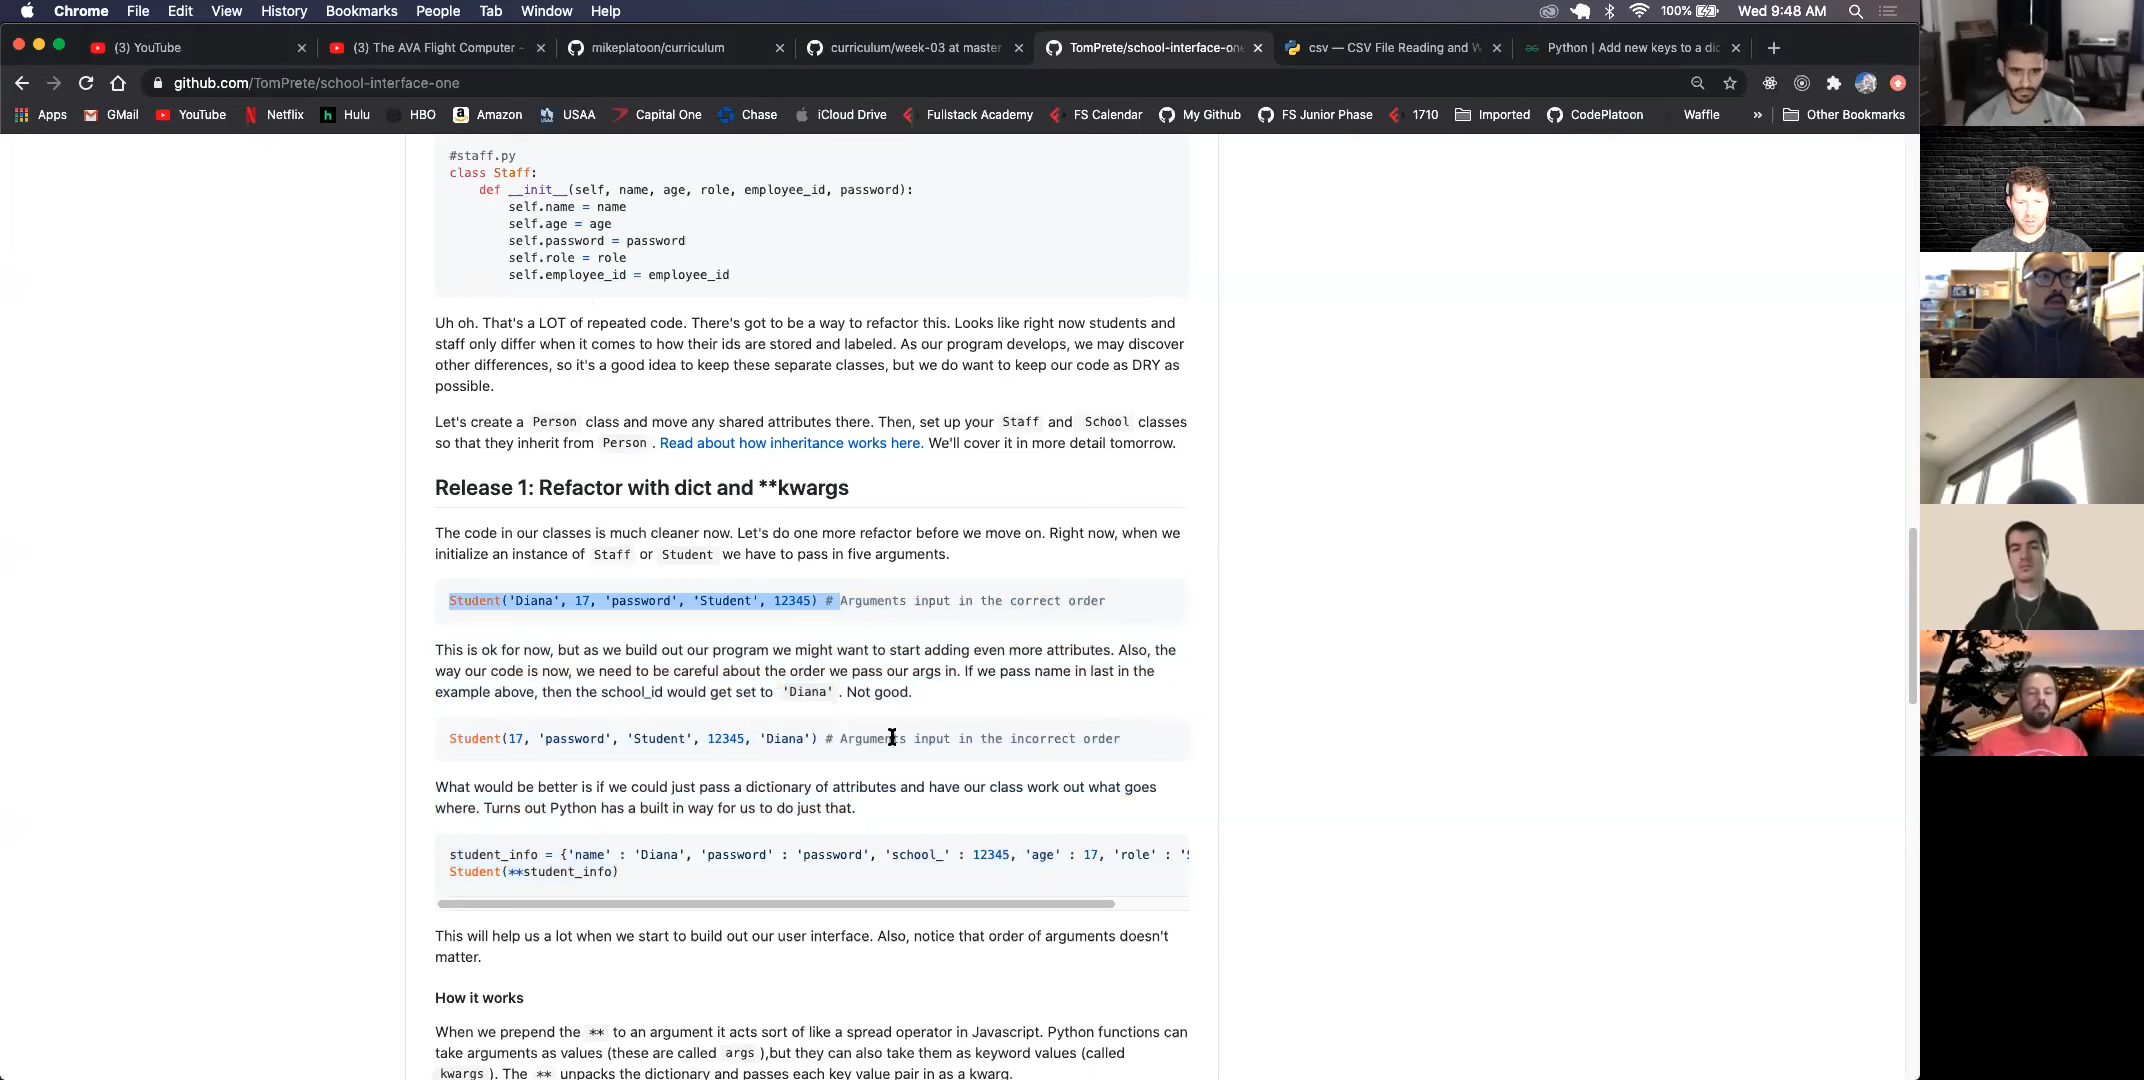 Chrome File Edit View History Bookmarks People Tab Window Help 100% Wed 9:48 AM
(3) YouTube
(3) The AVA Flight Computer -
mikeplatoon/curriculum
curriculum/week-03 at master
TomPrete/school-interface-one
csv — CSV File Reading and W
Python | Add new keys to a dic
github.com/TomPrete/school-interface-one
Apps GMail YouTube Netflix Hulu HBO Amazon USAA Capital One Chase iCloud Drive Fullstack Academy FS Calendar My Github FS Junior Phase 1710 Imported CodePlatoon Waffle » Other Bookmarks
#staff.py
class Staff:
def __init__(self, name, age, role, employee_id, password):
self.name = name
self.age = age
self.password = password
self.role = role
self.employee_id = employee_id
Uh oh. That's a LOT of repeated code. There's got to be a way to refactor this. Looks like right now students and
staff only differ when it comes to how their ids are stored and labeled. As our program develops, we may discover
other differences, so it's a good idea to keep these separate classes, but we do want to keep our code as DRY as
possible.
Let's create a Person class and move any shared attributes there. Then, set up your Staff and School classes
so that they inherit from Person . Read about how inheritance works here. We'll cover it in more detail tomorrow.
Release 1: Refactor with dict and **kwargs
The code in our classes is much cleaner now. Let's do one more refactor before we move on. Right now, when we
initialize an instance of Staff or Student we have to pass in five arguments.
Student('Diana', 17, 'password', 'Student', 12345) # Arguments input in the correct order
This is ok for now, but as we build out our program we might want to start adding even more attributes. Also, the
way our code is now, we need to be careful about the order we pass our args in. If we pass name in last in the
example above, then the school_id would get set to 'Diana' . Not good.
Student(17, 'password', 'Student', 12345, 'Diana') # Arguments input in the incorrect order
What would be better is if we could just pass a dictionary of attributes and have our class work out what goes
where. Turns out Python has a built in way for us to do just that.
student_info = {'name' : 'Diana', 'password' : 'password', 'school_' : 12345, 'age' : 17, 'role' : '
Student(**student_info)
This will help us a lot when we start to build out our user interface. Also, notice that order of arguments doesn't
matter.
How it works
When we prepend the ** to an argument it acts sort of like a spread operator in Javascript. Python functions can
take arguments as values (these are called args ),but they can also take them as keyword values (called
kwargs ). The ** unpacks the dictionary and passes each key value pair in as a kwarg.